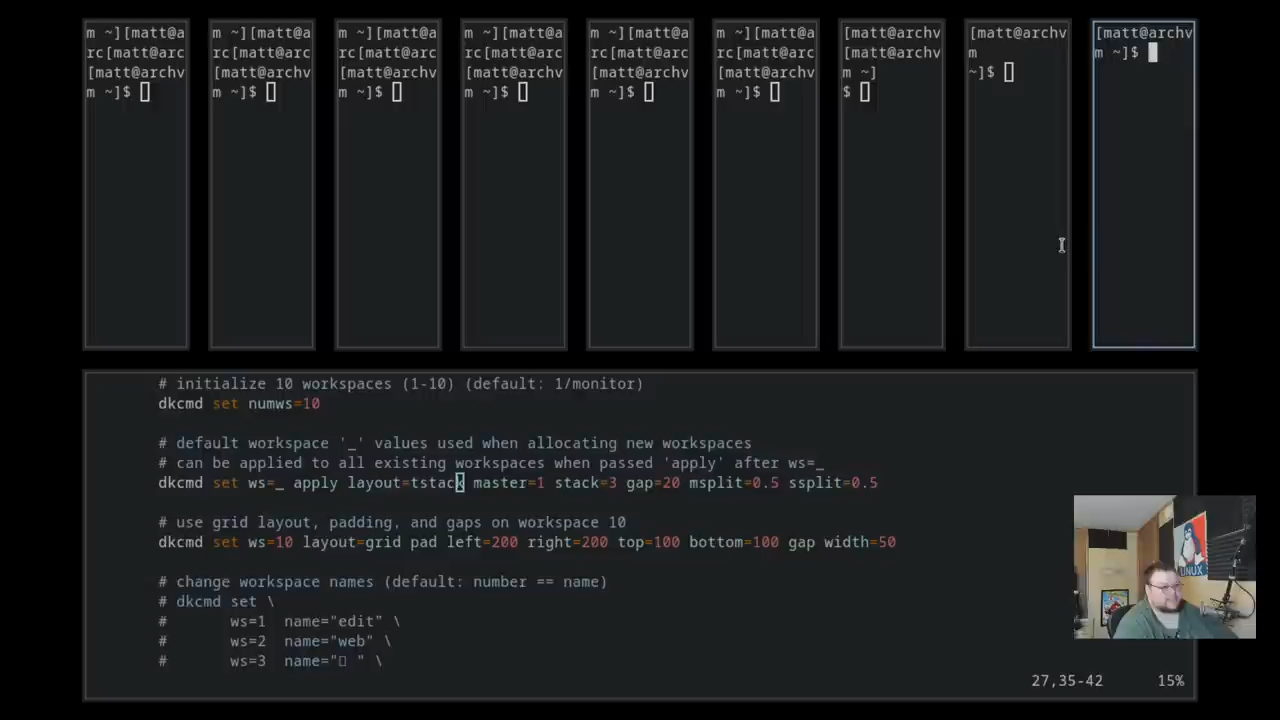 m ~][matt@a
rc[matt@arc
[matt@archv
m ~]$
m ~][matt@a
rc[matt@arc
[matt@archv
m ~]$
m ~][matt@a
rc[matt@arc
[matt@archv
m ~]$
m ~][matt@a
rc[matt@arc
[matt@archv
m ~]$
m ~][matt@a
rc[matt@arc
[matt@archv
m ~]$
m ~][matt@a
rc[matt@arc
[matt@archv
m ~]$
[matt@archv
[matt@archv
m ~]
$
[matt@archv
m
~]$
[matt@archv
m ~]$
# initialize 10 workspaces (1-10) (default: 1/monitor)
dkcmd set numws=10
# default workspace '_' values used when allocating new workspaces
# can be applied to all existing workspaces when passed 'apply' after ws=_
dkcmd set ws=_ apply layout=tstack master=1 stack=3 gap=20 msplit=0.5 ssplit=0.5
# use grid layout, padding, and gaps on workspace 10
dkcmd set ws=10 layout=grid pad left=200 right=200 top=100 bottom=100 gap width=50
# change workspace names (default: number == name)
# dkcmd set \
# ws=1 name="edit" \
# ws=2 name="web" \
# ws=3 name="▯ " \
27,35-42 15%
LINUX